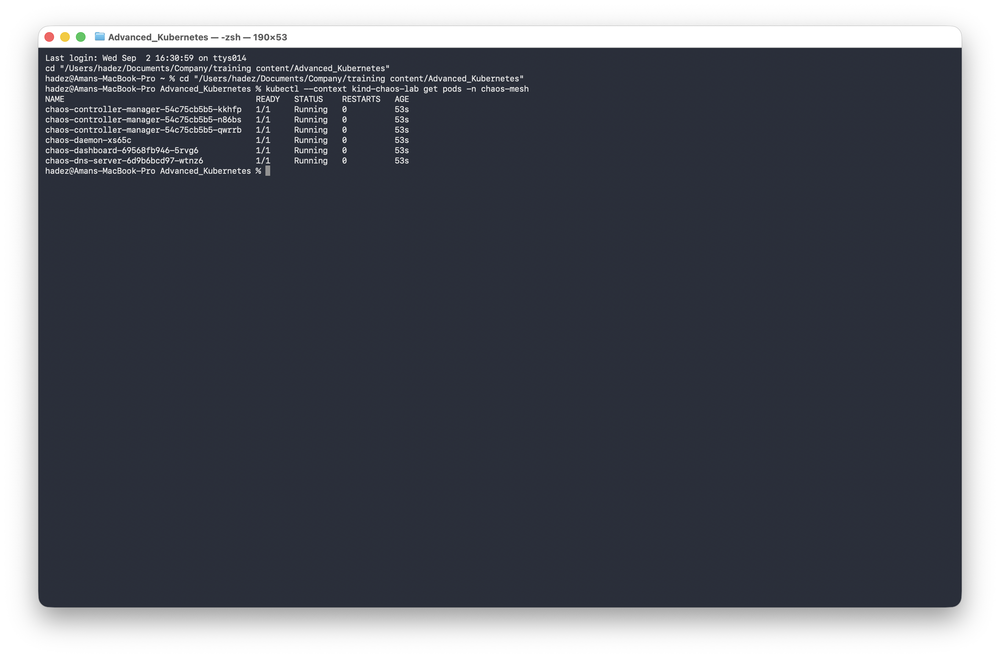 Advanced_Kubernetes — -zsh — 190×53
Last login: Wed Sep  2 16:30:59 on ttys014
cd "/Users/hadez/Documents/Company/training content/Advanced_Kubernetes"
hadez@Amans-MacBook-Pro ~ % cd "/Users/hadez/Documents/Company/training content/Advanced_Kubernetes"
hadez@Amans-MacBook-Pro Advanced_Kubernetes % kubectl --context kind-chaos-lab get pods -n chaos-mesh
NAME                                        READY   STATUS    RESTARTS   AGE
chaos-controller-manager-54c75cb5b5-kkhfp   1/1     Running   0          53s
chaos-controller-manager-54c75cb5b5-n86bs   1/1     Running   0          53s
chaos-controller-manager-54c75cb5b5-qwrrb   1/1     Running   0          53s
chaos-daemon-xs65c                          1/1     Running   0          53s
chaos-dashboard-69568fb946-5rvg6            1/1     Running   0          53s
chaos-dns-server-6d9b6bcd97-wtnz6           1/1     Running   0          53s
hadez@Amans-MacBook-Pro Advanced_Kubernetes %